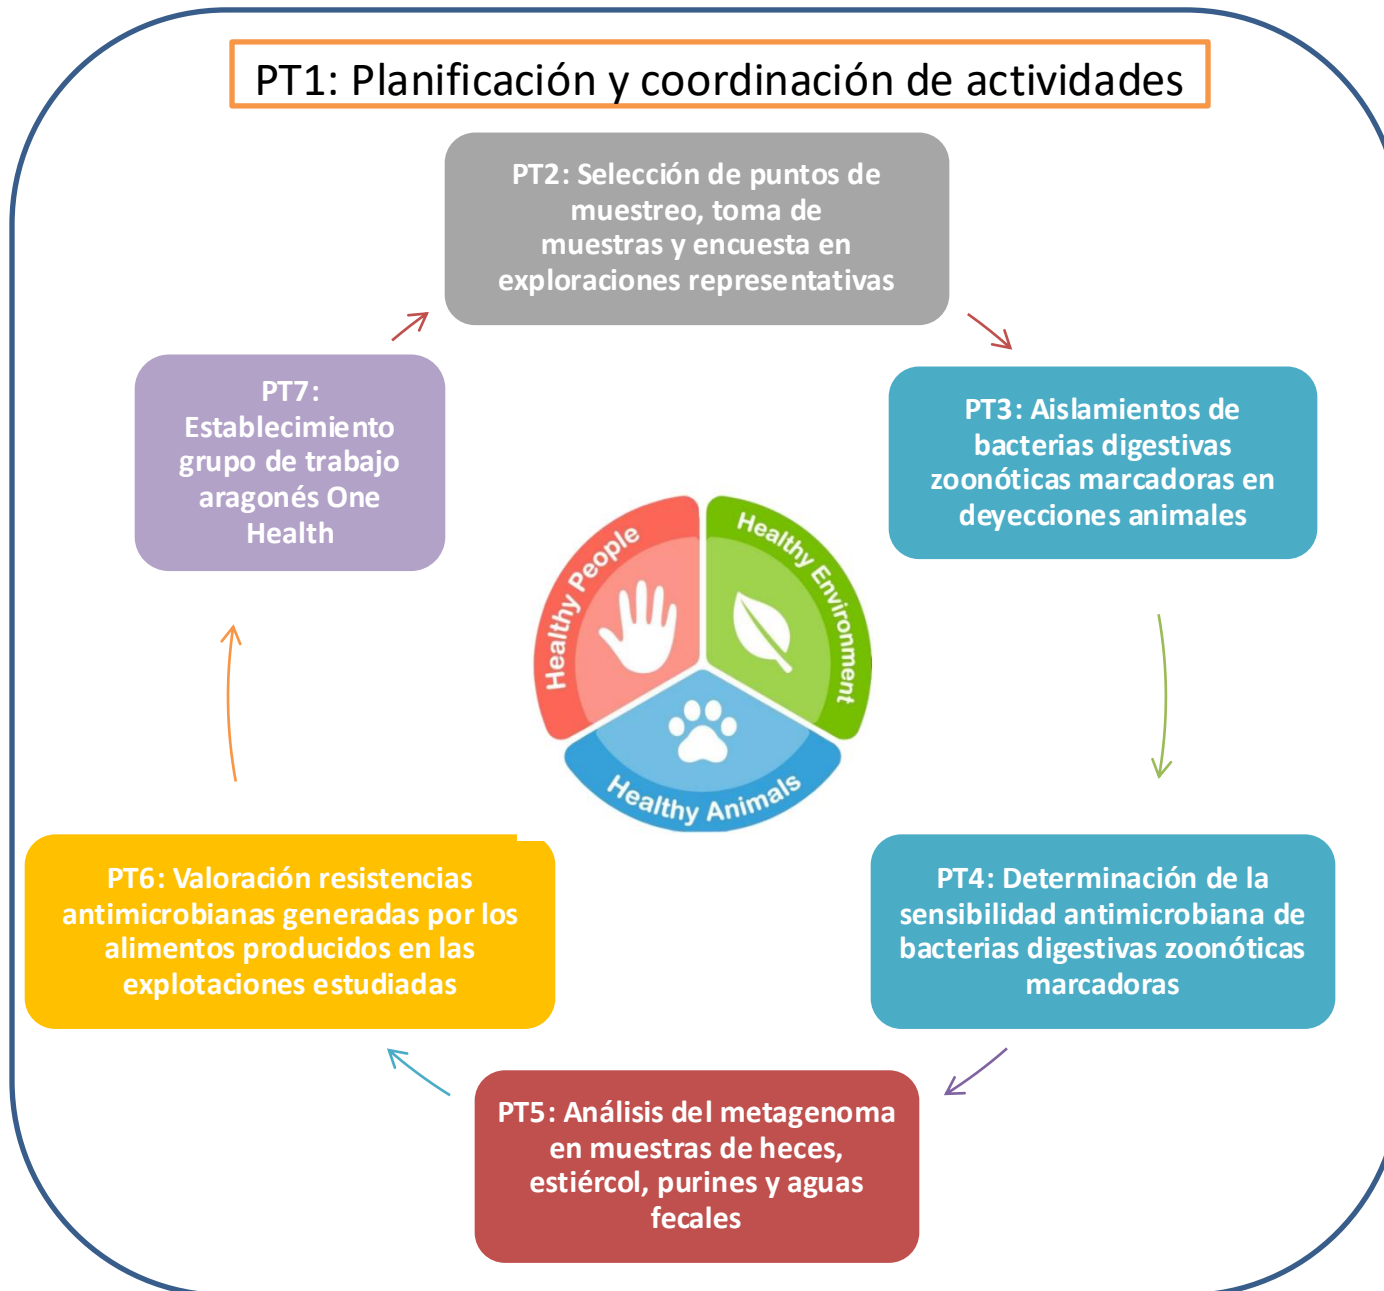 PT1: Planificación y coordinación de actividades
PT2: Selección de puntos de
muestreo, toma de
muestras y encuesta en
exploraciones representativas
PT7:
Establecimiento
grupo de trabajo
aragonés One
Health
PT3: Aislamientos de
bacterias digestivas
zoonóticas marcadoras en
deyecciones animales
Healthy People
Healthy Environment
Healthy Animals
PT6: Valoración resistencias
antimicrobianas generadas por los
alimentos producidos en las
explotaciones estudiadas
PT4: Determinación de la
sensibilidad antimicrobiana de
bacterias digestivas zoonóticas
marcadoras
PT5: Análisis del metagenoma
en muestras de heces,
estiércol, purines y aguas
fecales